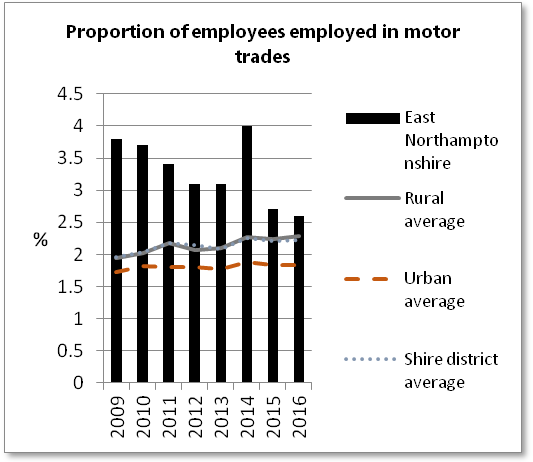 Proportion of employees employed in motor
trades
4.5
4
3.5
3
2.5
2
1.5
1
0.5
0
%
2009
2010
2011
2012
2013
2014
2015
2016
East
Northampto
nshire
Rural
average
Urban
average
Shire district
average